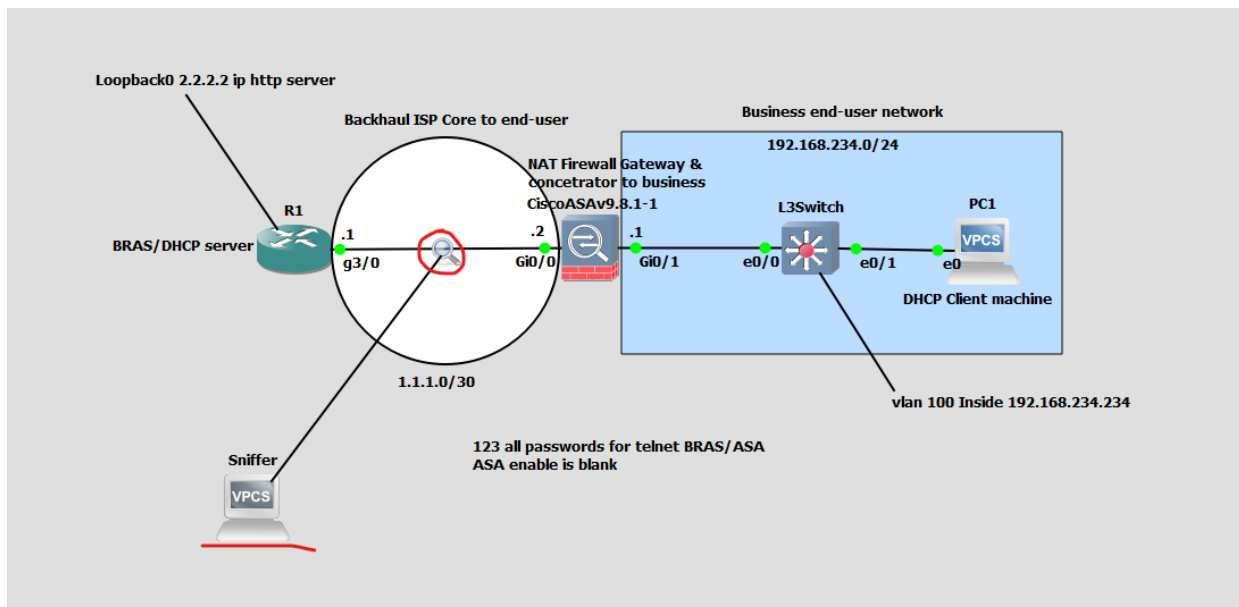 Loopback0 2.2.2.2 ip http server
Backhaul ISP Core to end-user
Business end-user network
192.168.234.0/24
NAT Firewall Gateway &
concetrator to business
CiscoASAv9.8.1-1
R1
L3Switch
PC1
BRAS/DHCP server
.1
g3/0
.2
Gi0/0
.1
Gi0/1
e0/0
e0/1
e0
VPCS
DHCP Client machine
1.1.1.0/30
vlan 100 Inside 192.168.234.234
123 all passwords for telnet BRAS/ASA
ASA enable is blank
Sniffer
VPCS